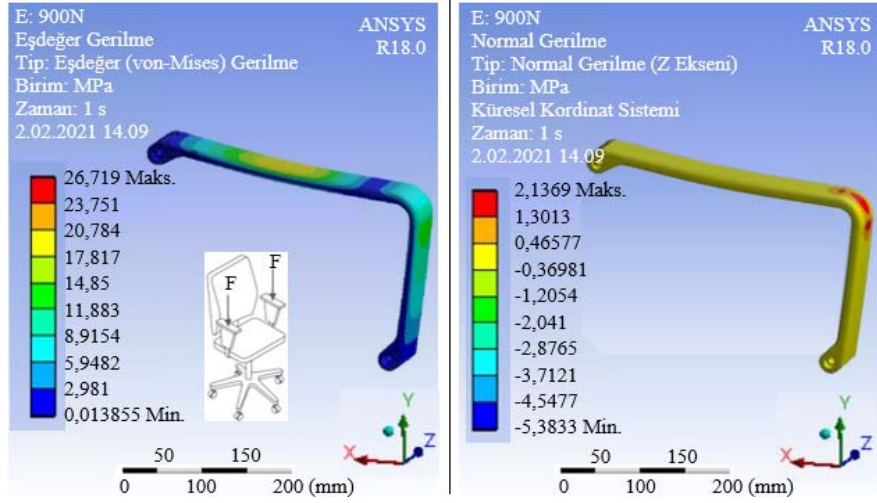 E: 900N
Eşdeğer Gerilme
Tip: Eşdeğer (von-Mises) Gerilme
Birim: MPa
Zaman: 1 s
2.02.2021 14.09
ANSYS
R18.0
26,719 Maks.
23,751
20,784
17,817
14,85
11,883
8,9154
5,9482
2,981
0,013855 Min.
F
F
Y
X
Z
50
150
0
100
200 (mm)
E: 900N
Normal Gerilme
Tip: Normal Gerilme (Z Ekseni)
Birim: MPa
Küresel Kordinat Sistemi
Zaman: 1 s
2.02.2021 14.09
ANSYS
R18.0
2,1369 Maks.
1,3013
0,46577
-0,36981
-1,2054
-2,041
-2,8765
-3,7121
-4,5477
-5,3833 Min.
Y
X
Z
50
150
0
100
200 (mm)